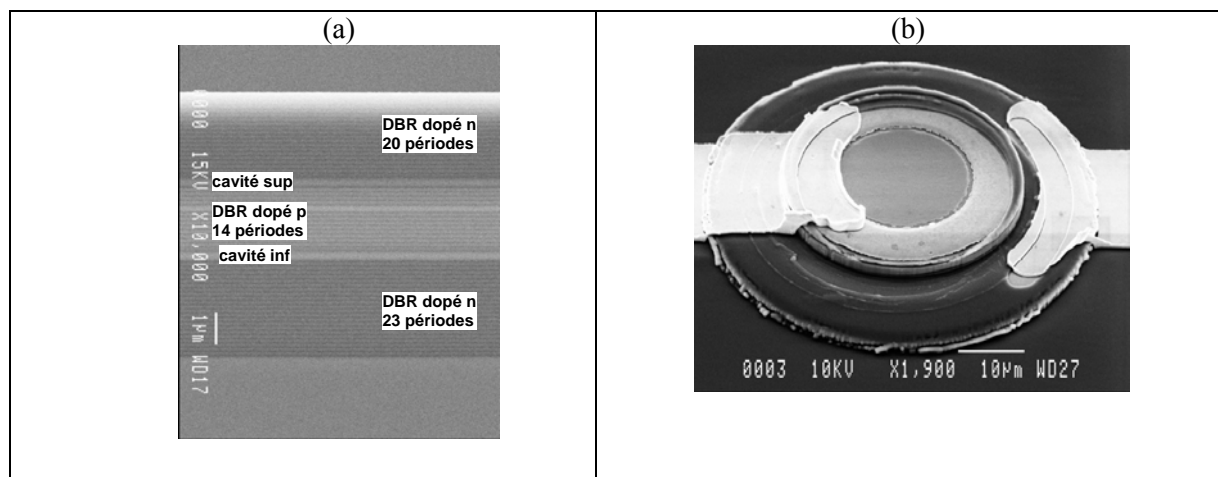 (a)
(b)
DBR dopé n
20 périodes
cavité sup
DBR dopé p
14 périodes
cavité inf
DBR dopé n
23 périodes
0000 15KV X10,000 1µm WD17
0003 10KV X1,900 10µm WD27